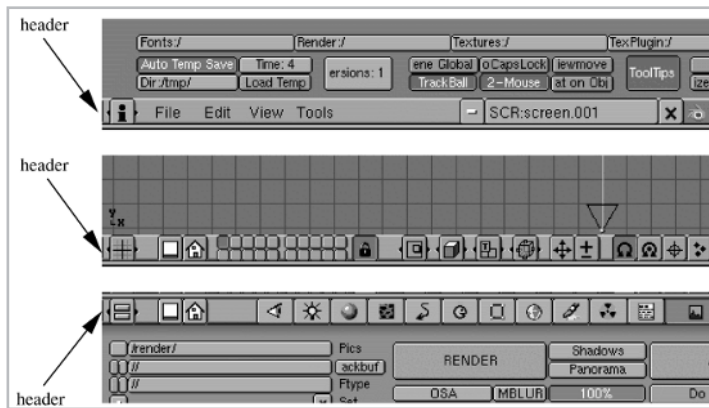 header
Fonts:/ Render:/ Textures:/ TexPlugin:/
Auto Temp Save Time: 4 ersions: 1 ene Global oCapsLock iewmove ToolTips
Dir:/tmp/ Load Temp TrackBall 2-Mouse at on Obj ize
File Edit View Tools SCR:screen.001 X
header
Y
X
header
/render/ Pics RENDER Shadows
// ackbuf Panorama
// Ftype OSA MBLUR 100% Do
Set